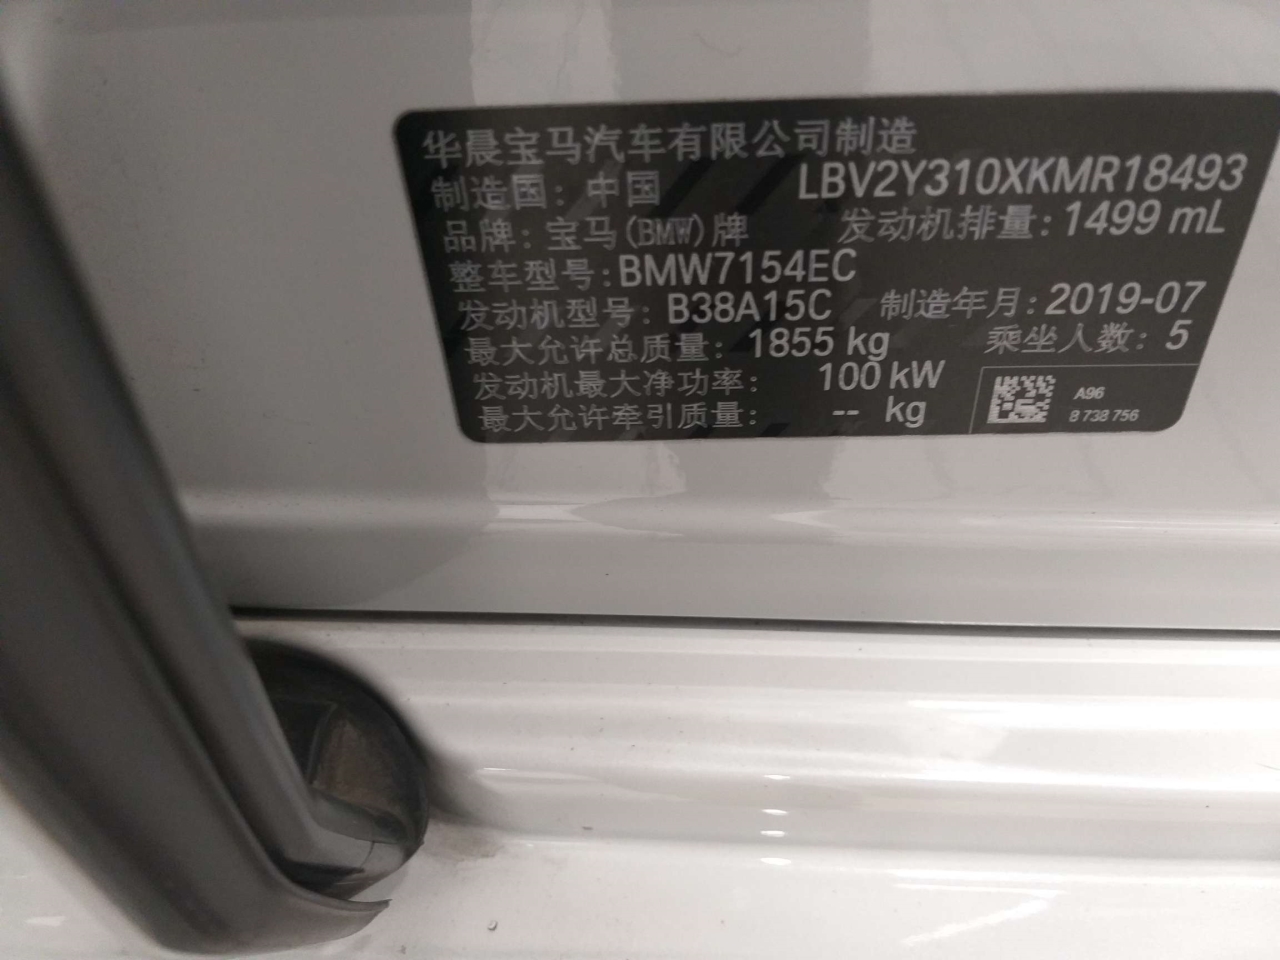 华晨宝马汽车有限公司制造
制造国：中国 LBV2Y310XKMR18493
品牌：宝马(BMW)牌 发动机排量：1499 mL
整车型号：BMW7154EC
发动机型号：B38A15C 制造年月：2019-07
最大允许总质量：1855 kg 乘坐人数：5
发动机最大净功率：100 kW
最大允许牵引质量：-- kg
A96
8 738 756